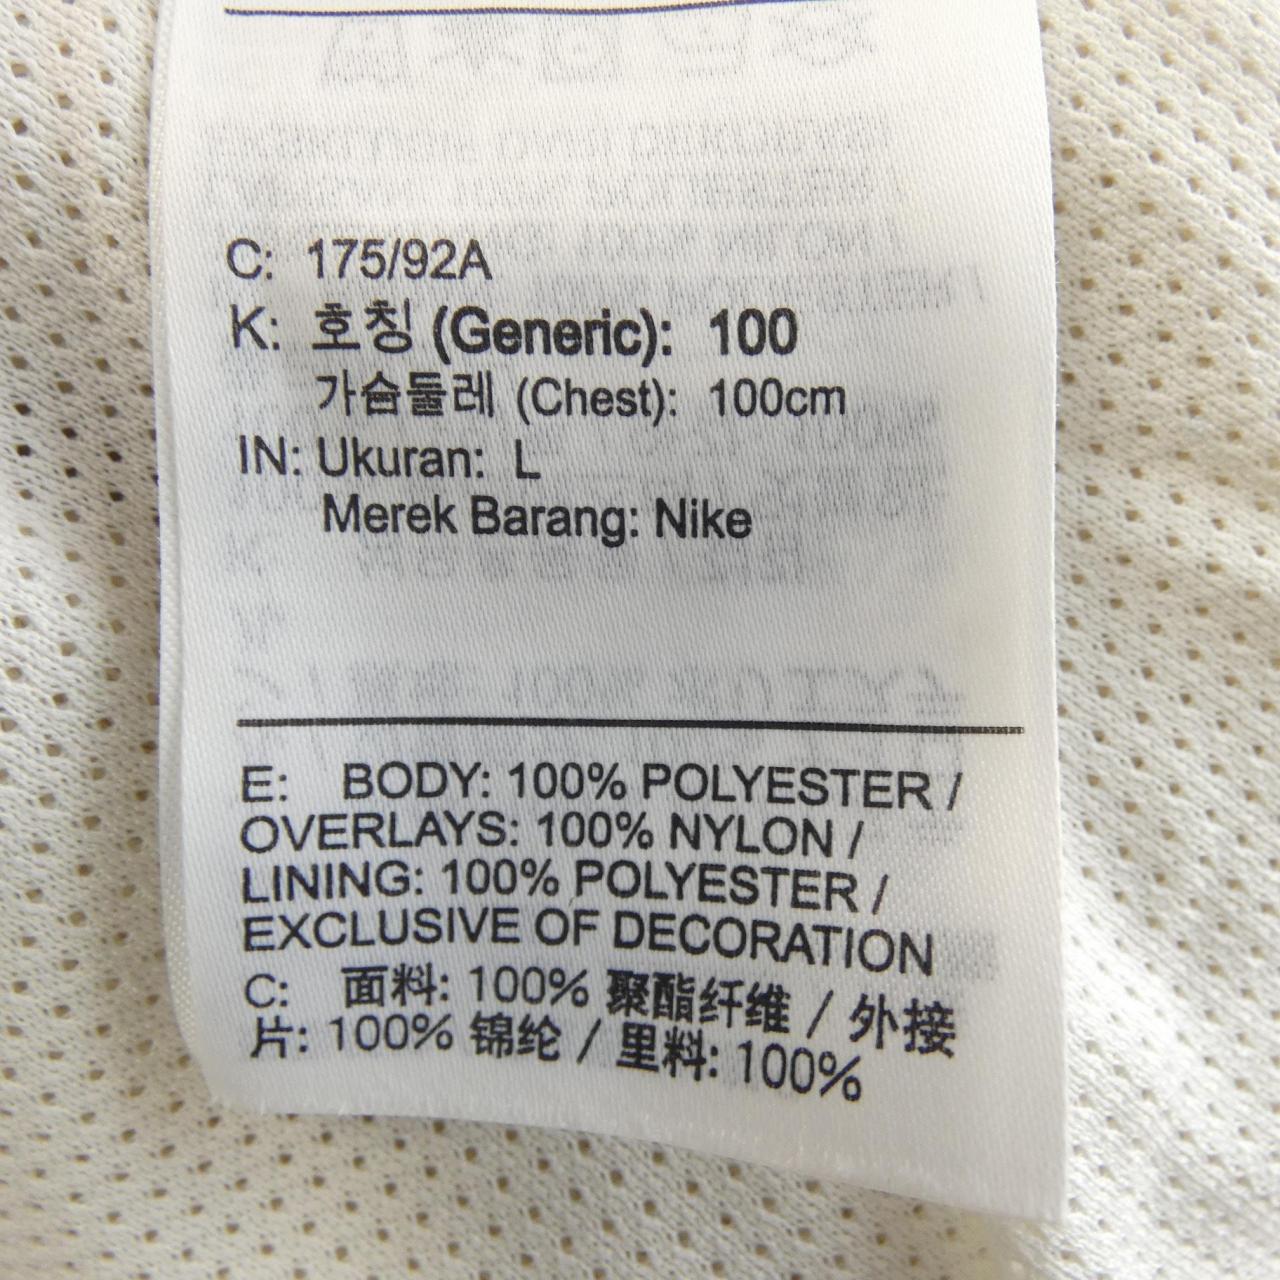 C: 175/92A
K: 호칭 (Generic): 100
가슴둘레 (Chest): 100cm
IN: Ukuran: L
Merek Barang: Nike
E: BODY: 100% POLYESTER /
OVERLAYS: 100% NYLON /
LINING: 100% POLYESTER /
EXCLUSIVE OF DECORATION
C: 面料: 100% 聚酯纤维 / 外接
片: 100% 锦纶 / 里料: 100%